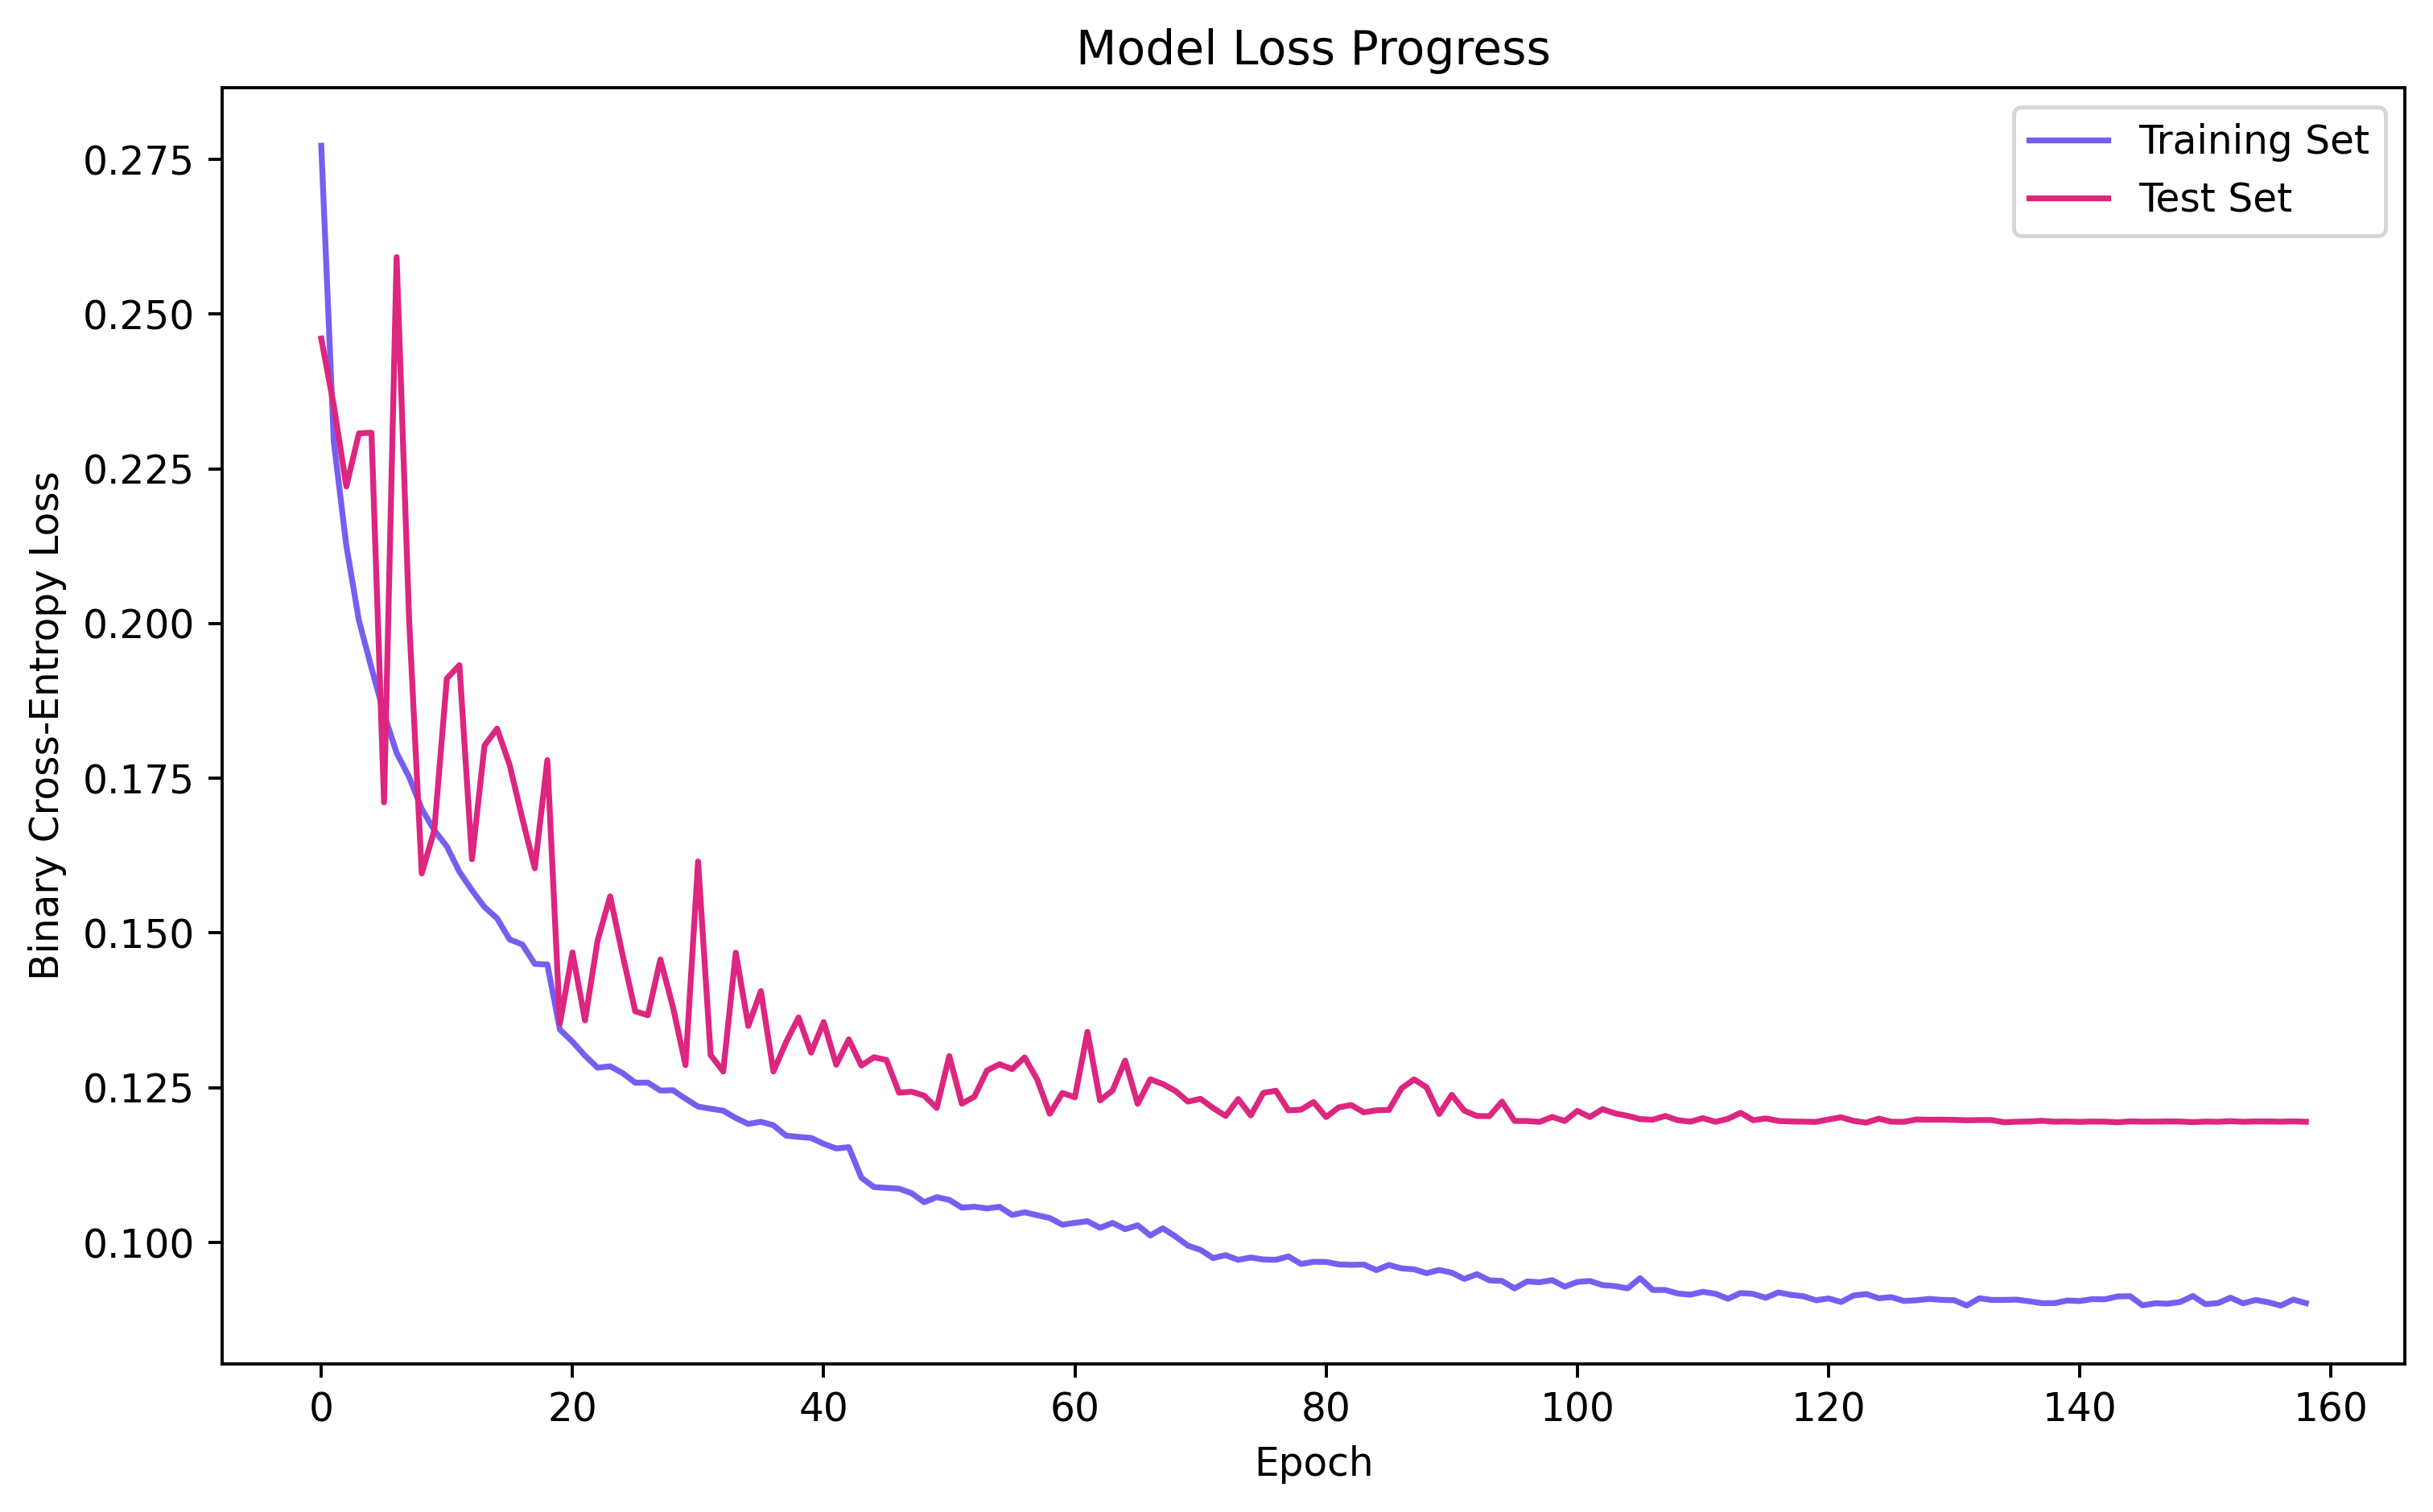 Model Loss Progress
Training Set
Test Set
Binary Cross-Entropy Loss
0.275
0.250
0.225
0.200
0.175
0.150
0.125
0.100
0 20 40 60 80 100 120 140 160
Epoch